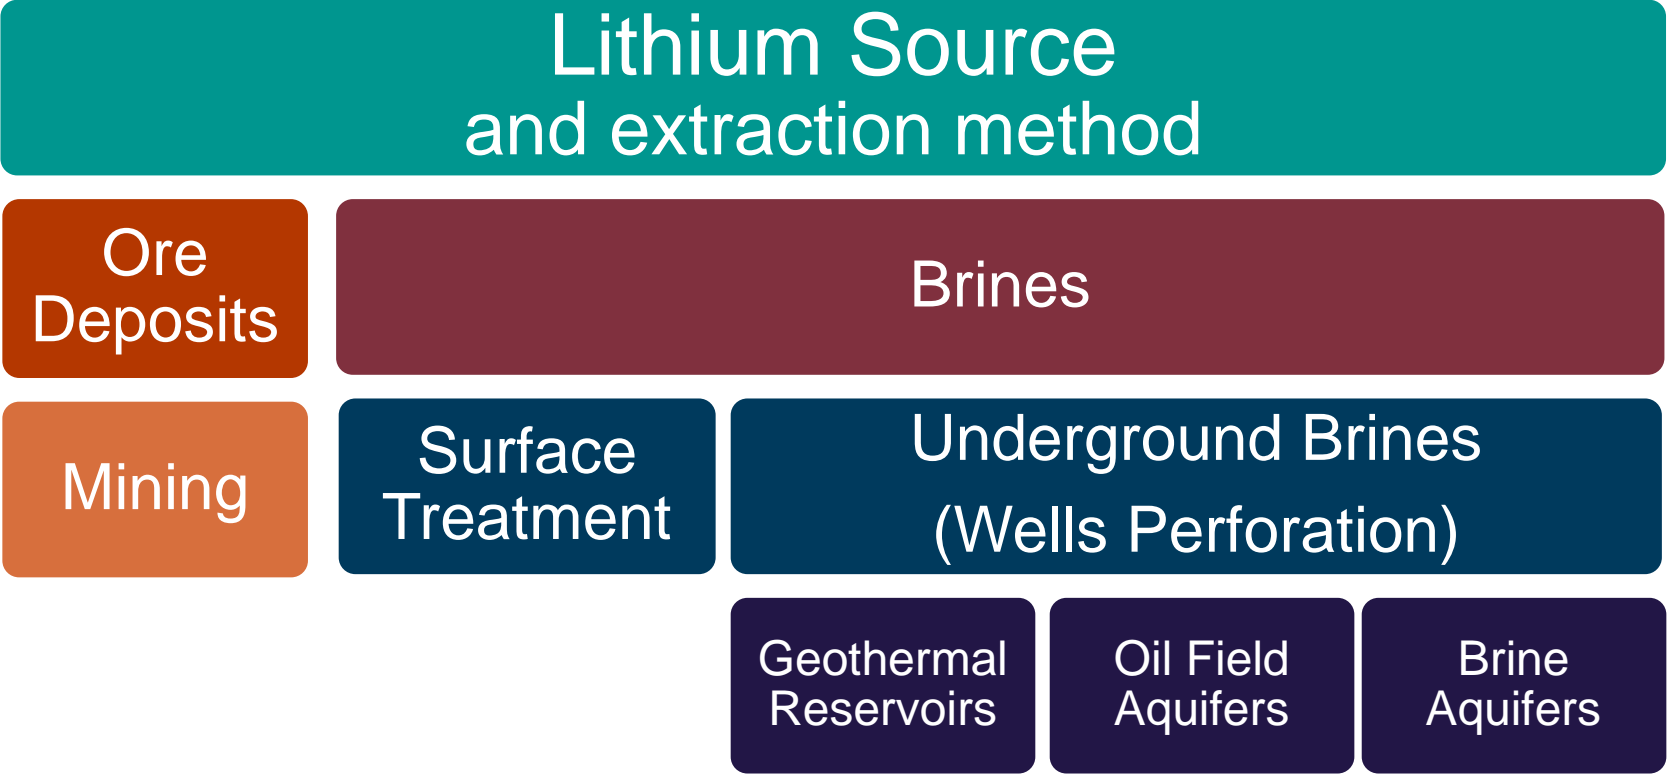 Lithium Source
and extraction method
Ore
Deposits
Brines
Mining
Surface
Treatment
Underground Brines
(Wells Perforation)
Geothermal
Reservoirs
Oil Field
Aquifers
Brine
Aquifers